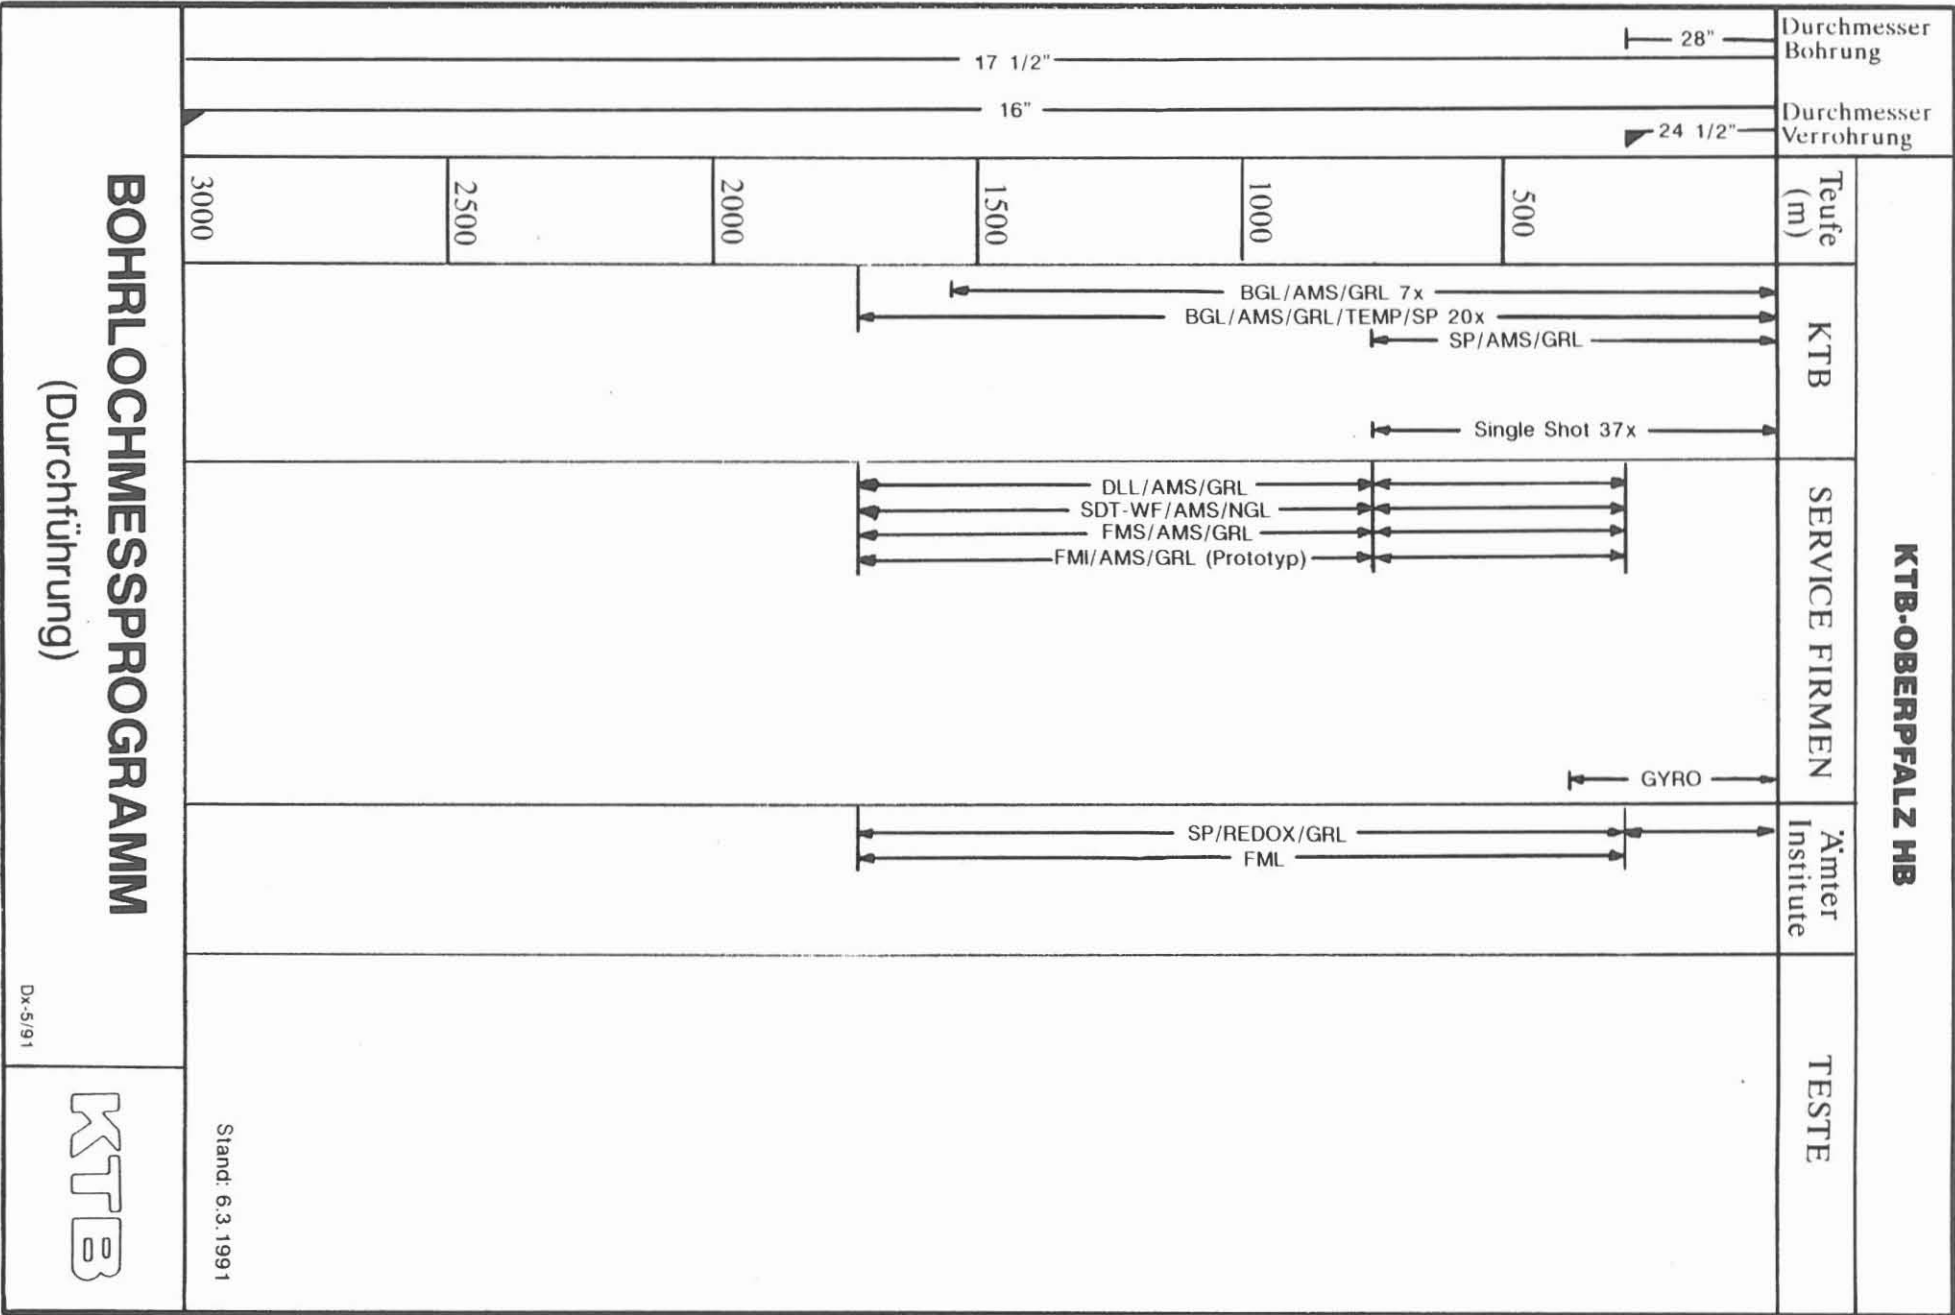 KTB-OBERPFALZ HB
Durchmesser
Bohrung
28"
17 1/2"
Durchmesser
Verrohrung
16"
24 1/2"
Teufe
(m)
500
1000
1500
2000
2500
3000
KTB
BGL/AMS/GRL 7x
BGL/AMS/GRL/TEMP/SP 20x
SP/AMS/GRL
Single Shot 37x
SERVICE FIRMEN
DLL/AMS/GRL
SDT-WF/AMS/NGL
FMS/AMS/GRL
FMI/AMS/GRL (Prototyp)
GYRO
Ämter
Institute
SP/REDOX/GRL
FML
TESTE
Stand: 6.3.1991
BOHRLOCHMESSPROGRAMM
(Durchführung)
Dx-5/91
KTB